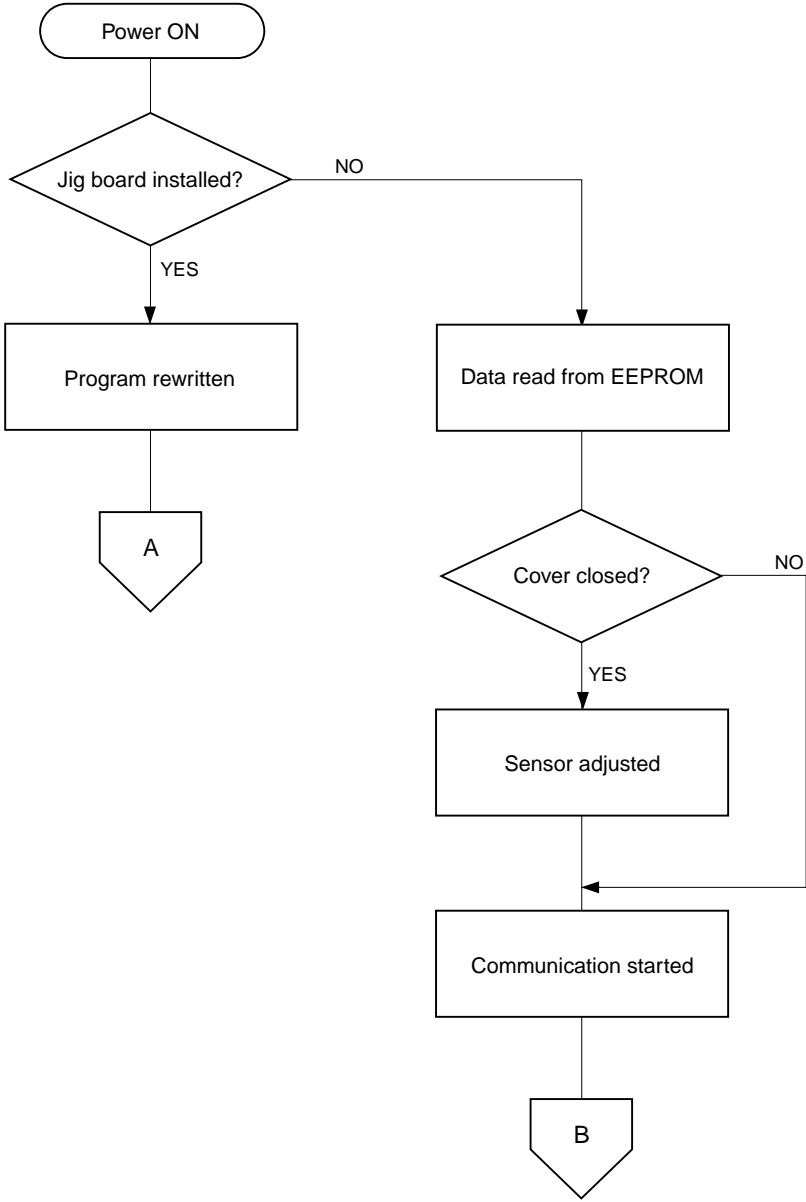 Power ON
Jig board installed?
NO
YES
Program rewritten
A
Data read from EEPROM
Cover closed?
NO
YES
Sensor adjusted
Communication started
B